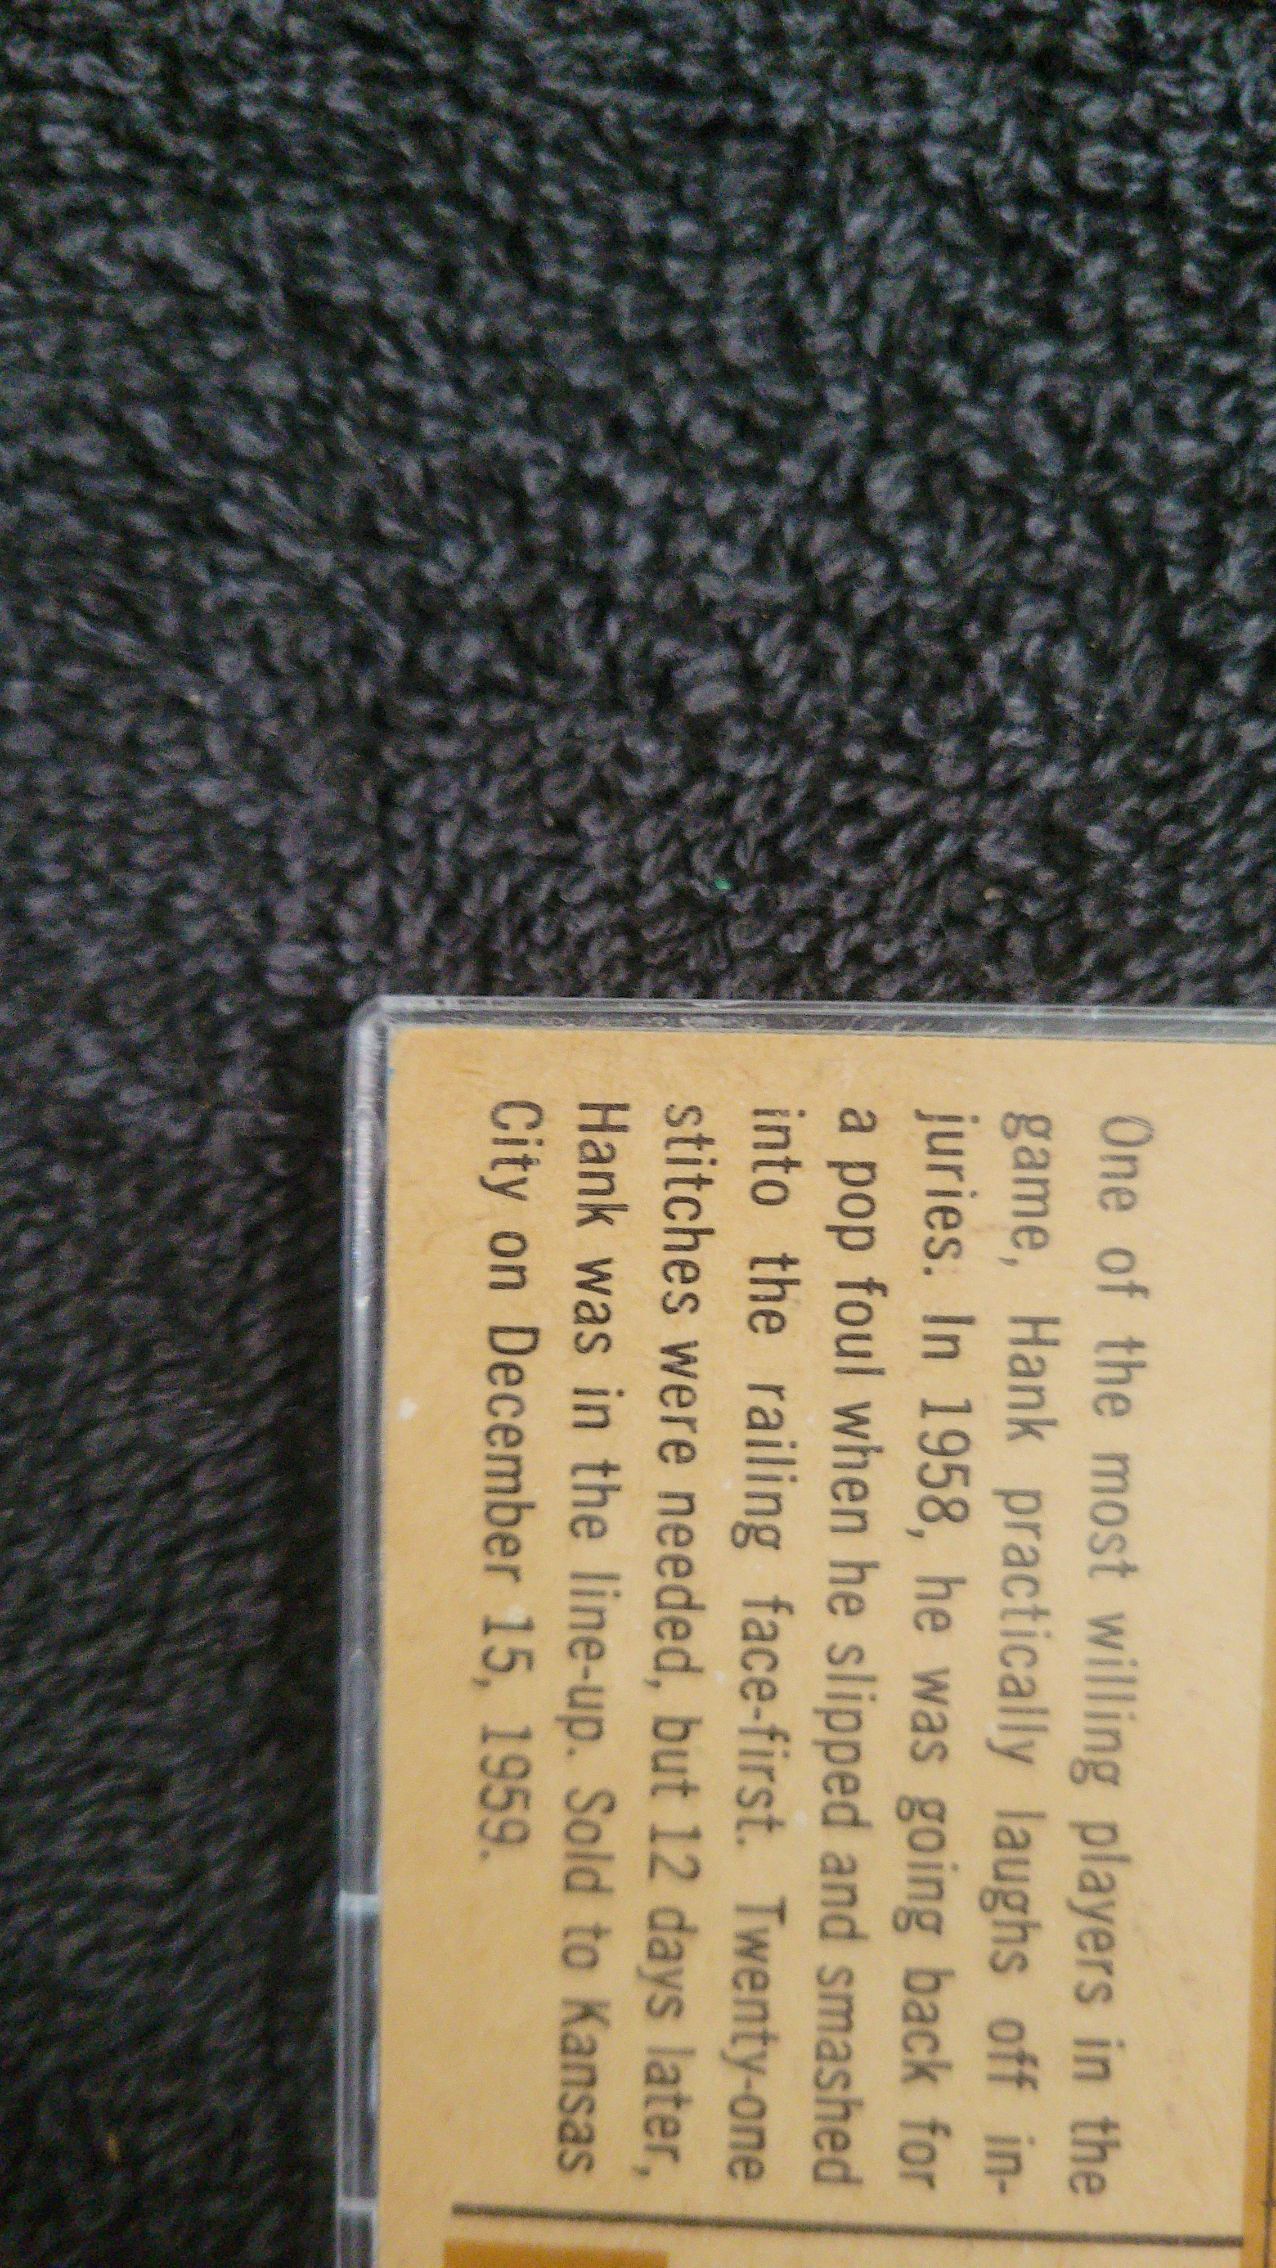 One of the most willing players in the
game, Hank practically laughs off in-
juries. In 1958, he was going back for
a pop foul when he slipped and smashed
into the railing face-first. Twenty-one
stitches were needed, but 12 days later,
Hank was in the line-up. Sold to Kansas
City on December 15, 1959.